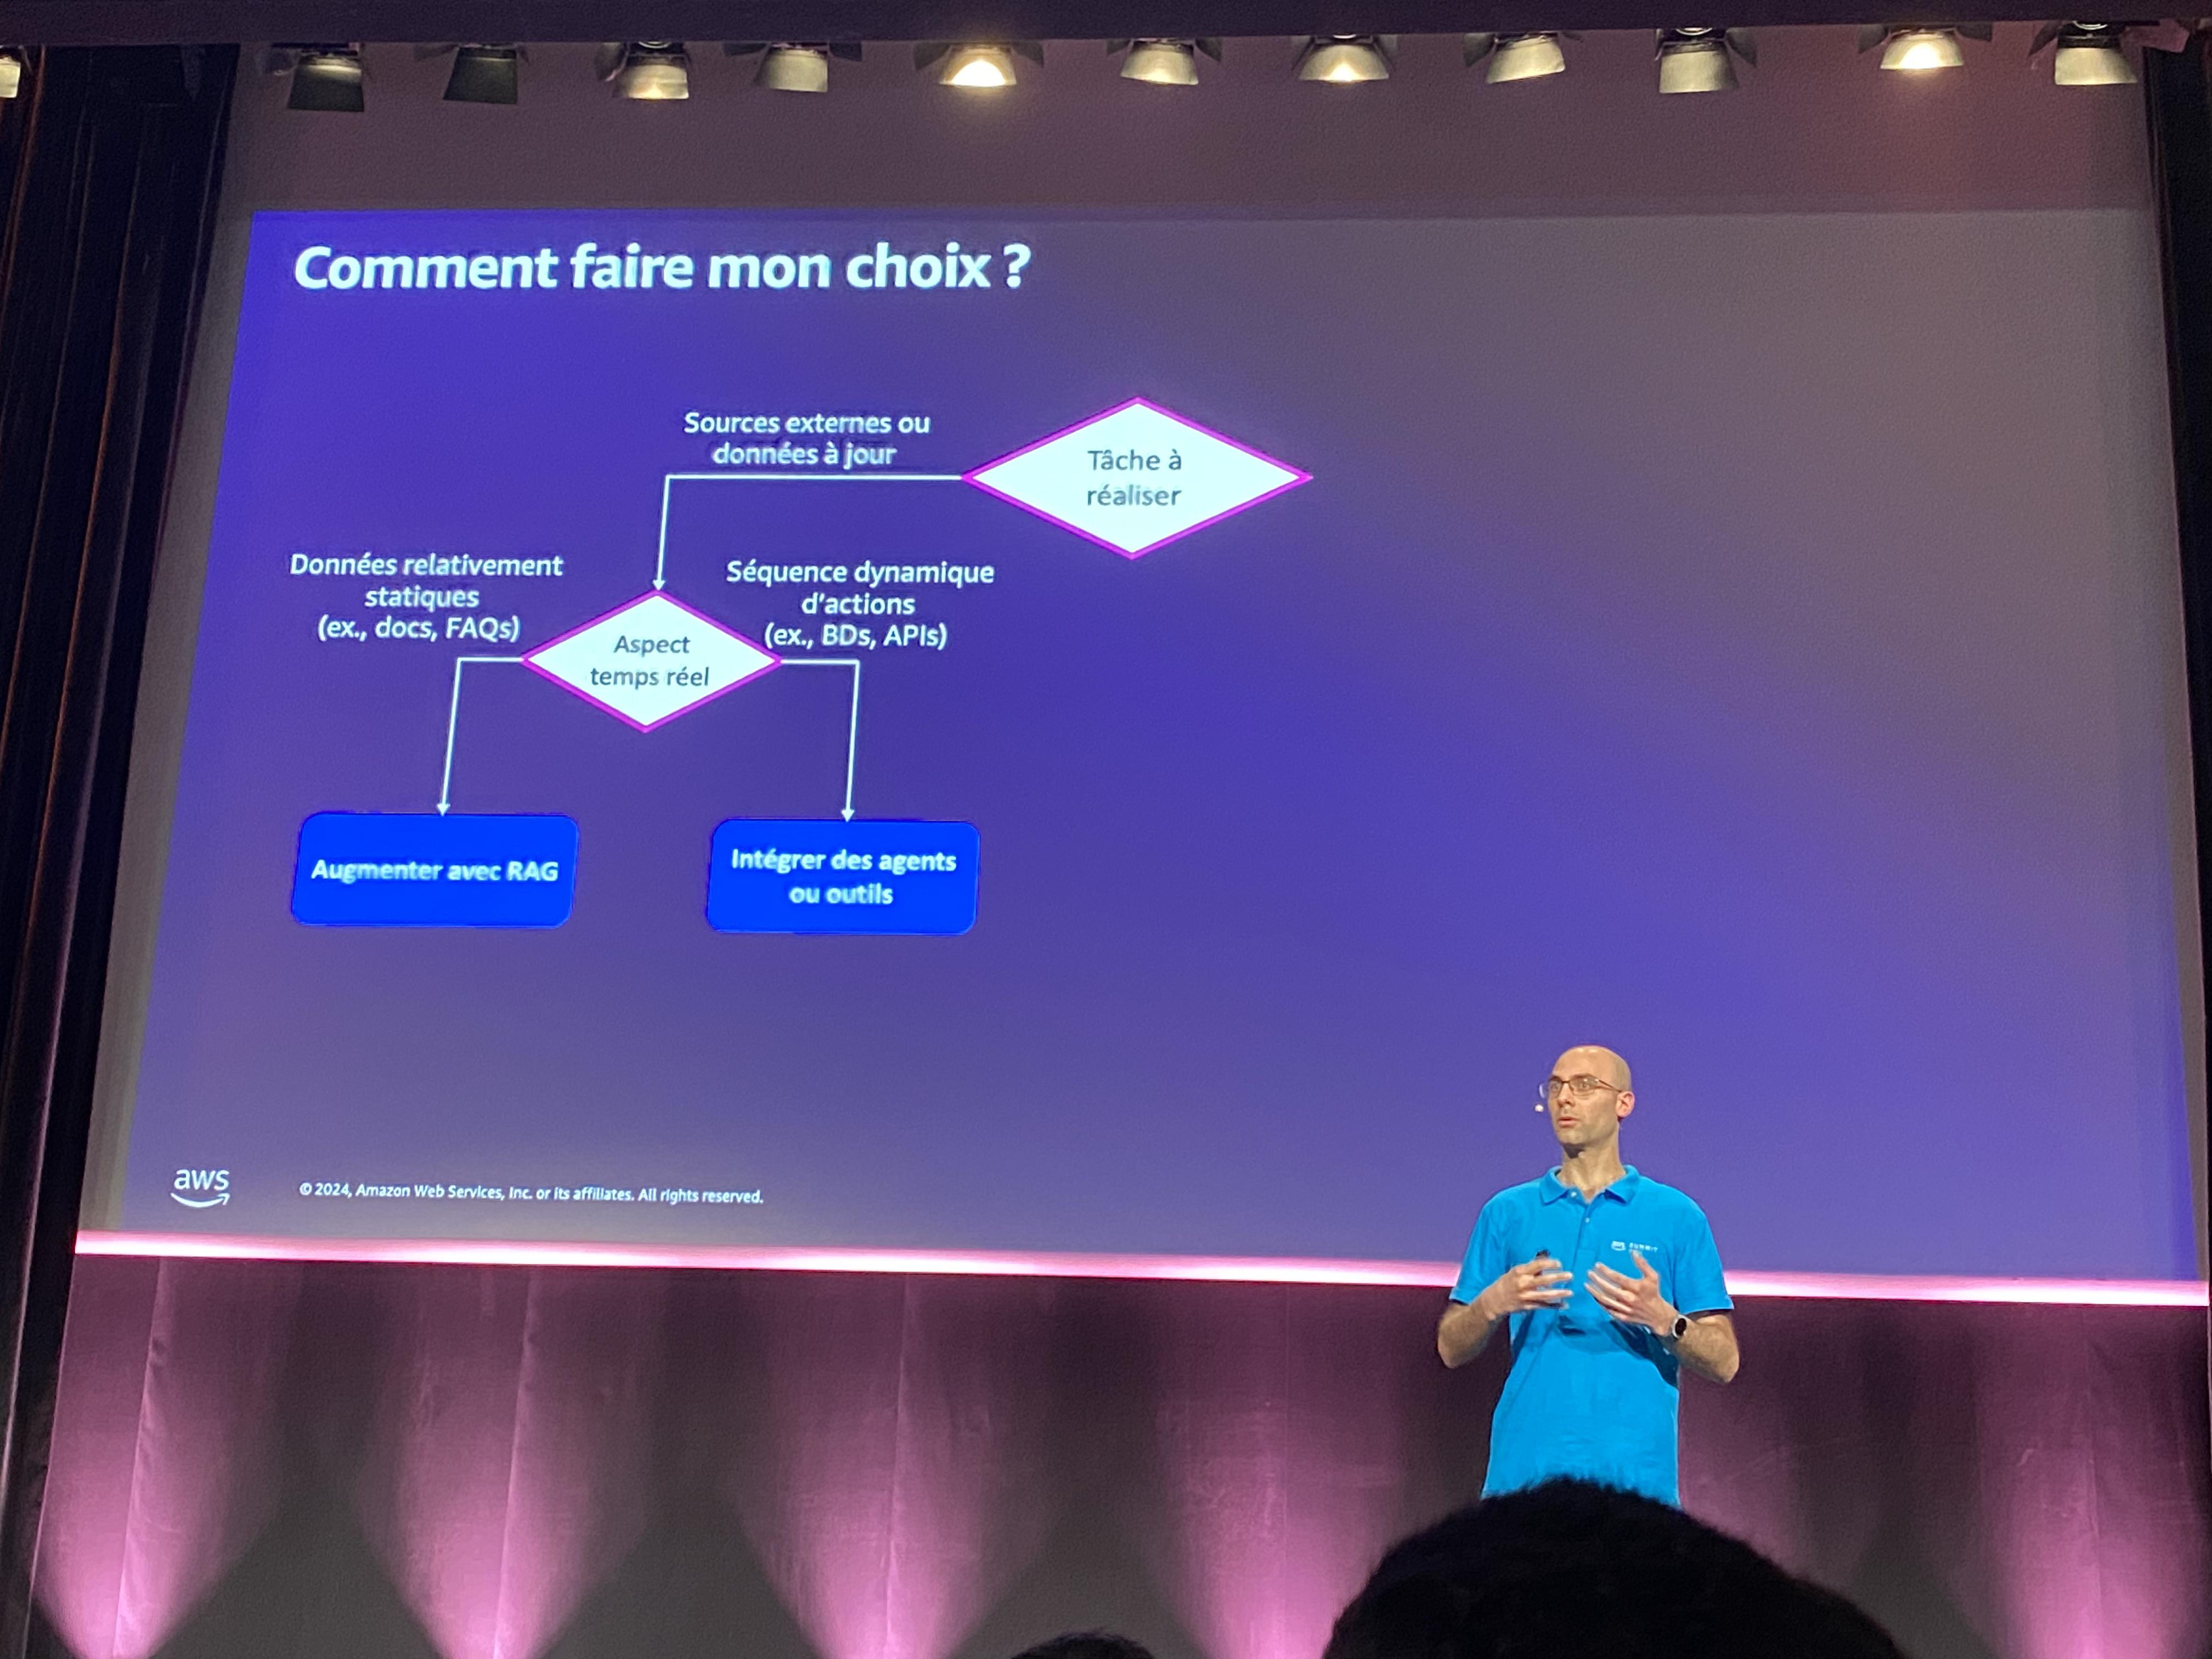 Comment faire mon choix ?
Sources externes ou
données à jour
Tâche à
réaliser
Données relativement
statiques
(ex., docs, FAQs)
Séquence dynamique
d'actions
(ex., BDs, APIs)
Aspect
temps réel
Augmenter avec RAG
Intégrer des agents
ou outils
aws
© 2024, Amazon Web Services, Inc. or its affiliates. All rights reserved.
SUMMIT